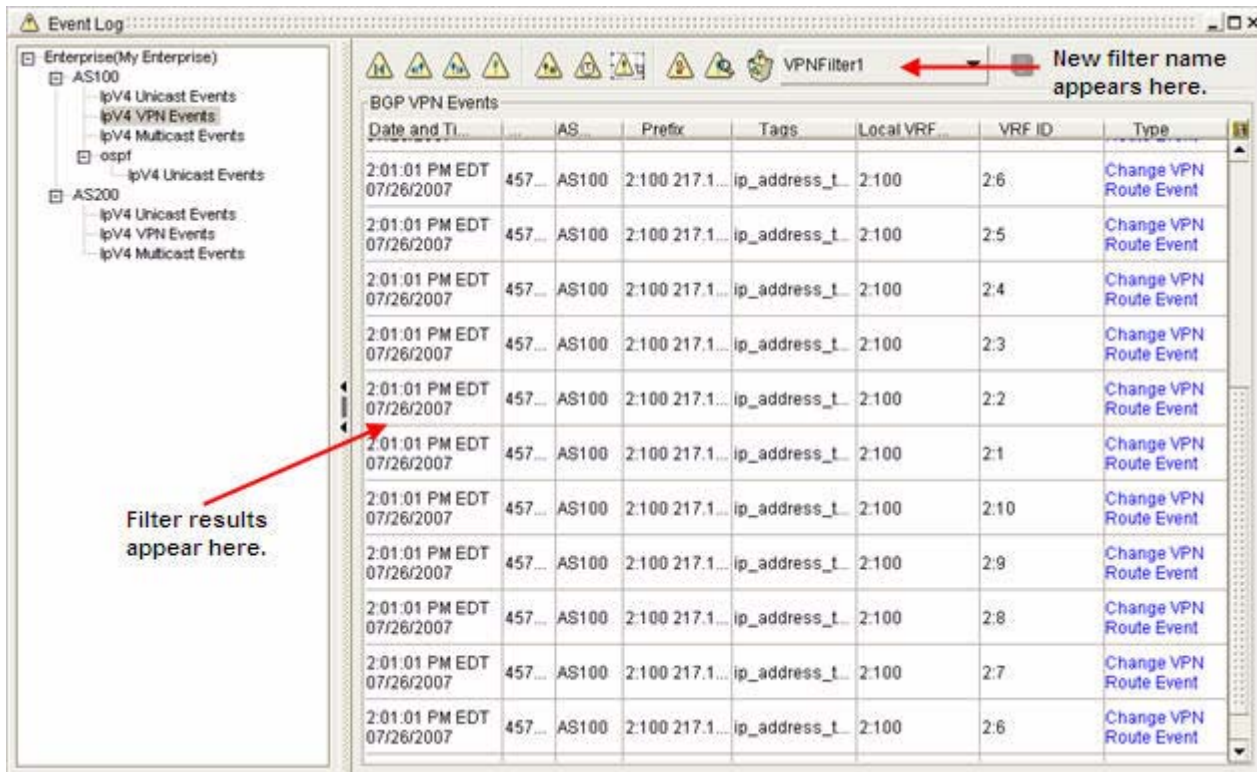 Event Log
Enterprise(My Enterprise)
AS100
IpV4 Unicast Events
IpV4 VPN Events
IpV4 Multicast Events
ospf
IpV4 Unicast Events
AS200
IpV4 Unicast Events
IpV4 VPN Events
IpV4 Multicast Events
VPNFilter1
New filter name
appears here.
BGP VPN Events
Date and Ti... ... AS... Prefix Tags Local VRF... VRF ID Type
2:01:01 PM EDT 07/26/2007 457... AS100 2:100 217.1... ip_address_t... 2:100 2:6 Change VPN Route Event
2:01:01 PM EDT 07/26/2007 457... AS100 2:100 217.1... ip_address_t... 2:100 2:5 Change VPN Route Event
2:01:01 PM EDT 07/26/2007 457... AS100 2:100 217.1... ip_address_t... 2:100 2:4 Change VPN Route Event
2:01:01 PM EDT 07/26/2007 457... AS100 2:100 217.1... ip_address_t... 2:100 2:3 Change VPN Route Event
2:01:01 PM EDT 07/26/2007 457... AS100 2:100 217.1... ip_address_t... 2:100 2:2 Change VPN Route Event
2:01:01 PM EDT 07/26/2007 457... AS100 2:100 217.1... ip_address_t... 2:100 2:1 Change VPN Route Event
2:01:01 PM EDT 07/26/2007 457... AS100 2:100 217.1... ip_address_t... 2:100 2:10 Change VPN Route Event
2:01:01 PM EDT 07/26/2007 457... AS100 2:100 217.1... ip_address_t... 2:100 2:9 Change VPN Route Event
2:01:01 PM EDT 07/26/2007 457... AS100 2:100 217.1... ip_address_t... 2:100 2:8 Change VPN Route Event
2:01:01 PM EDT 07/26/2007 457... AS100 2:100 217.1... ip_address_t... 2:100 2:7 Change VPN Route Event
2:01:01 PM EDT 07/26/2007 457... AS100 2:100 217.1... ip_address_t... 2:100 2:6 Change VPN Route Event
Filter results
appear here.